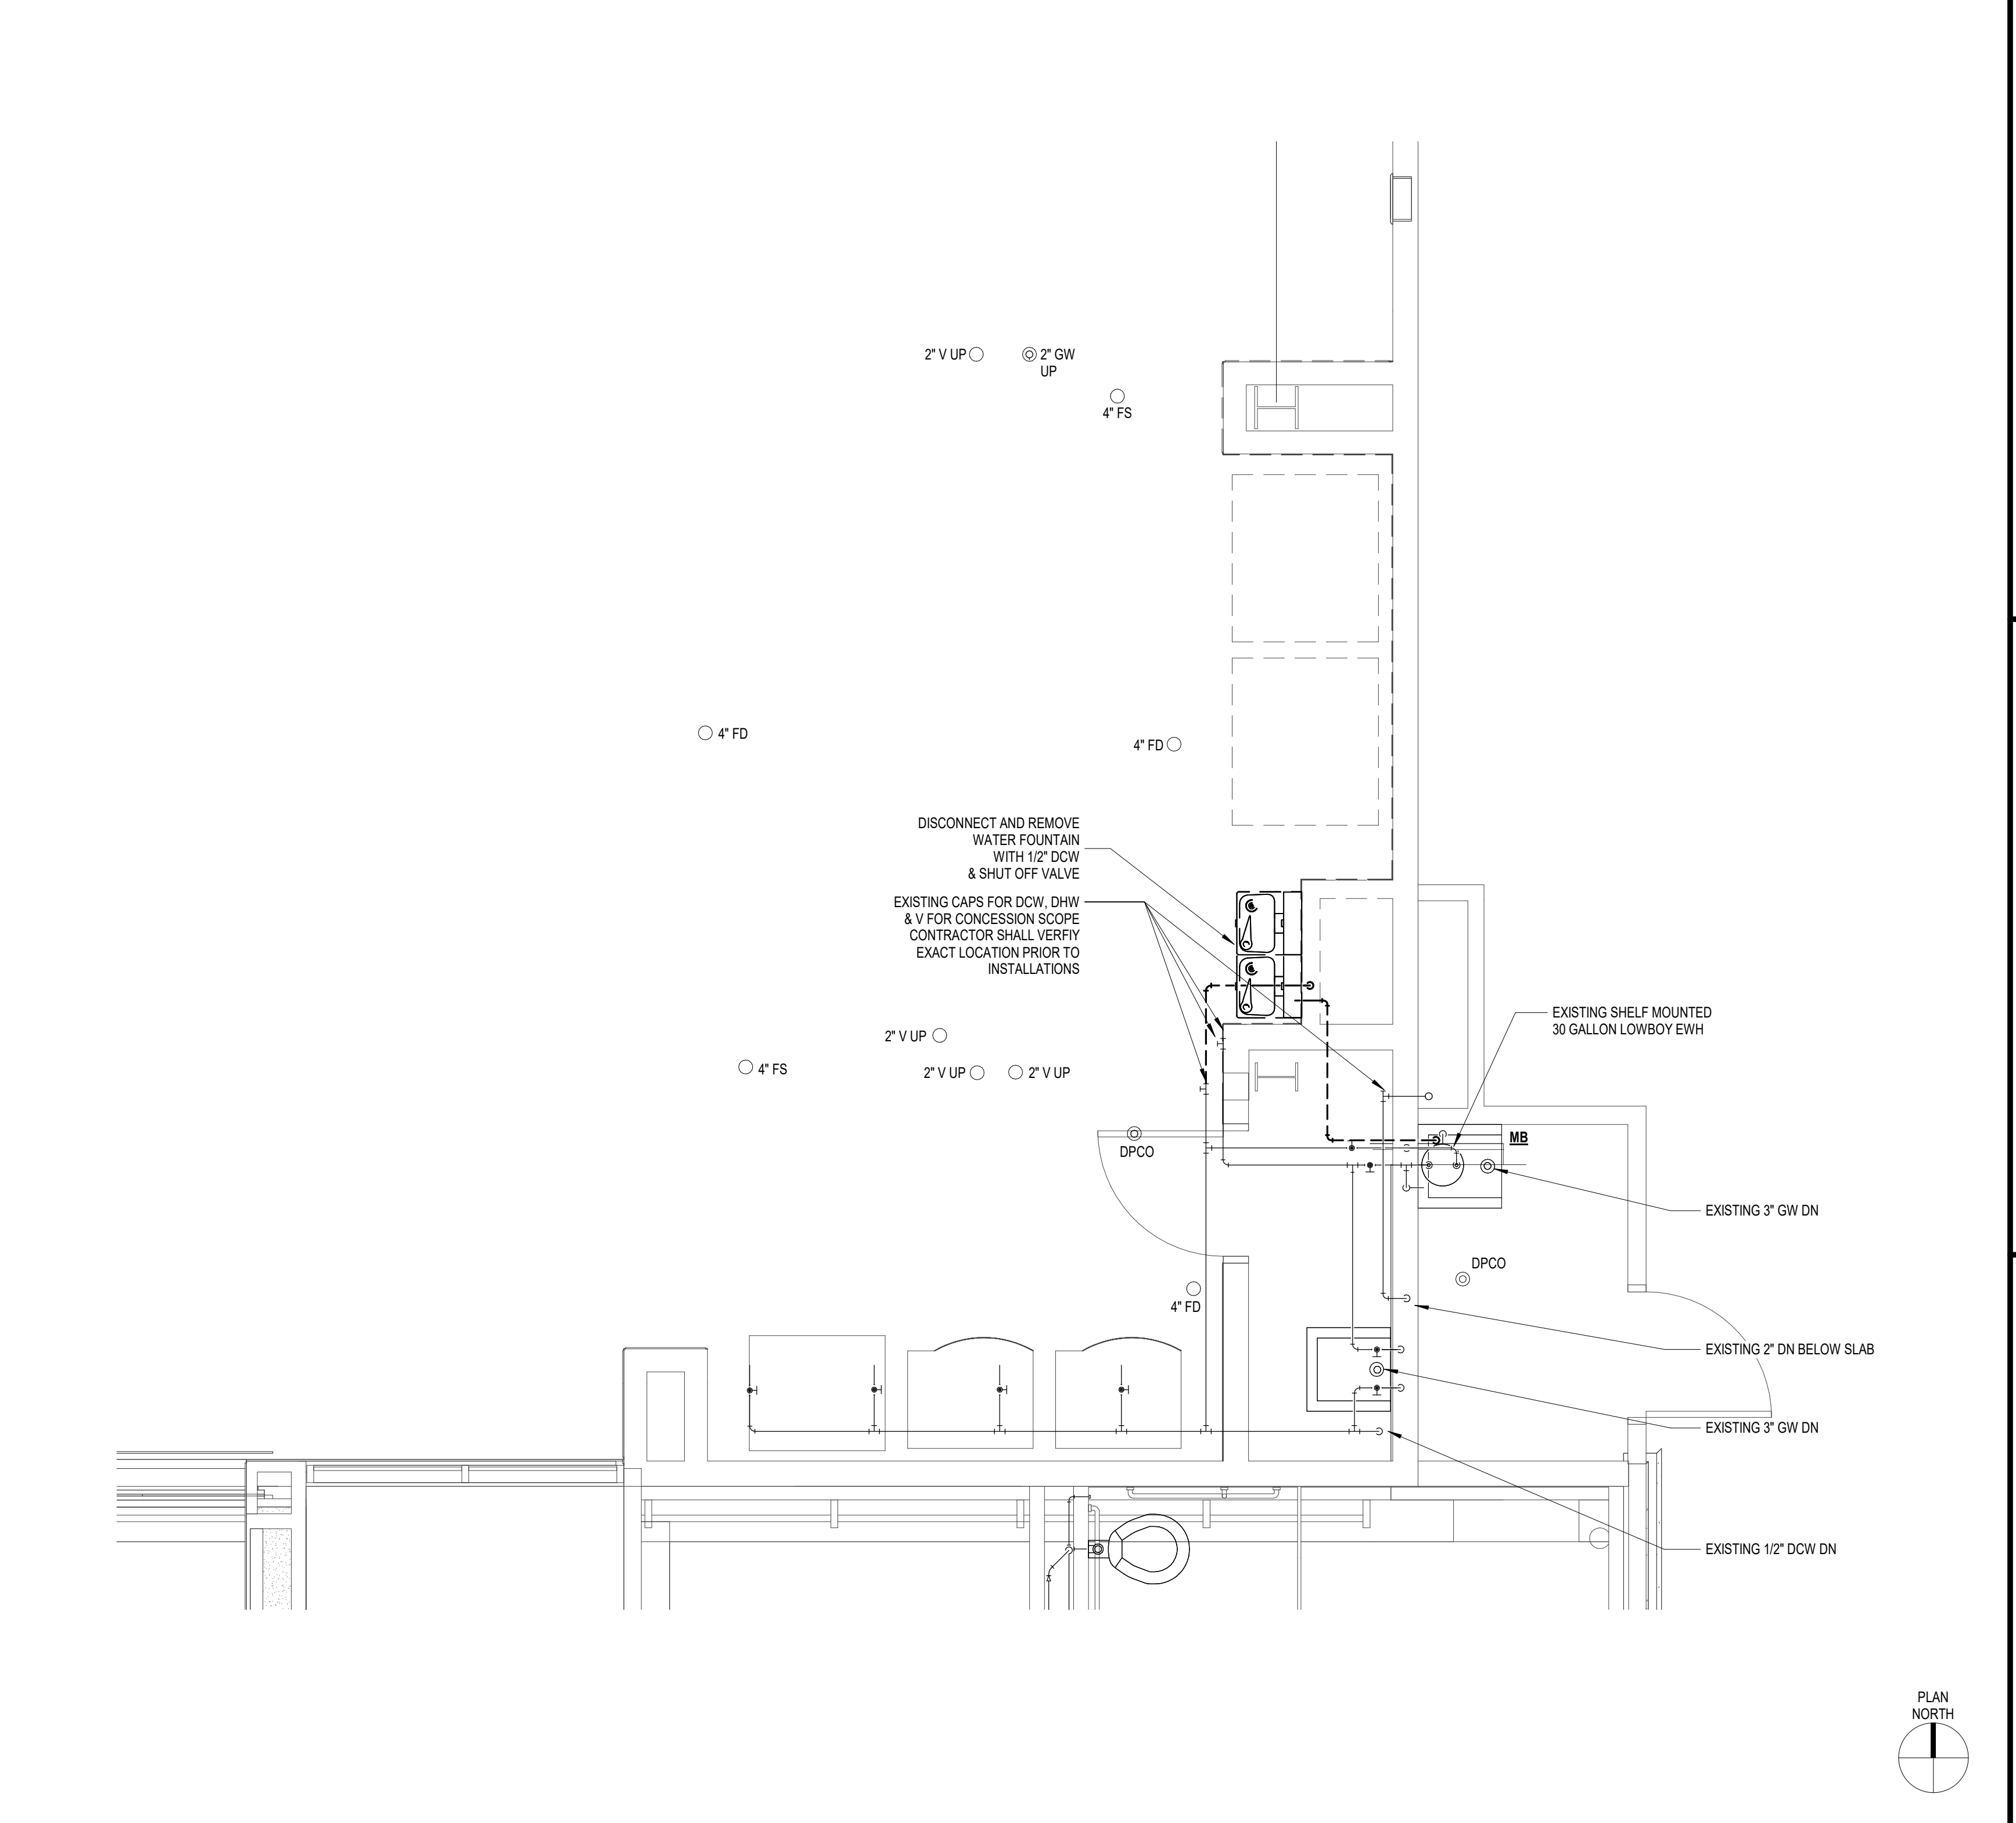 2" V UP
2" GW
UP
4" FS
4" FD
4" FD
DISCONNECT AND REMOVE
WATER FOUNTAIN
WITH 1/2" DCW
& SHUT OFF VALVE
EXISTING CAPS FOR DCW, DHW
& V FOR CONCESSION SCOPE
CONTRACTOR SHALL VERFIY
EXACT LOCATION PRIOR TO
INSTALLATIONS
EXISTING SHELF MOUNTED
30 GALLON LOWBOY EWH
2" V UP
4" FS
2" V UP
2" V UP
DPCO
MB
EXISTING 3" GW DN
DPCO
4" FD
EXISTING 2" DN BELOW SLAB
EXISTING 3" GW DN
EXISTING 1/2" DCW DN
PLAN
NORTH